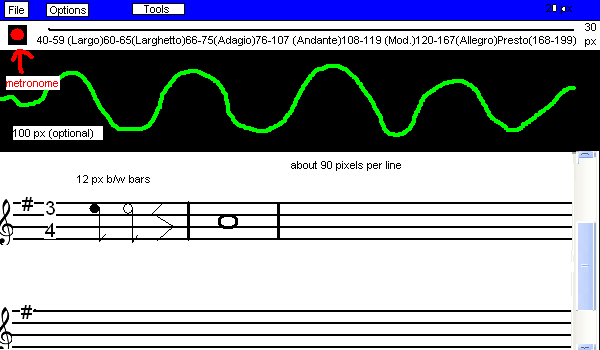 File Options Tools
30
40-59 (Largo)60-65(Larghetto)66-75(Adagio)76-107 (Andante)108-119 (Mod.)120-167(Allegro)Presto(168-199) px
metronome
100 px (optional)
about 90 pixels per line
12 px b/w bars
# 3
4
#